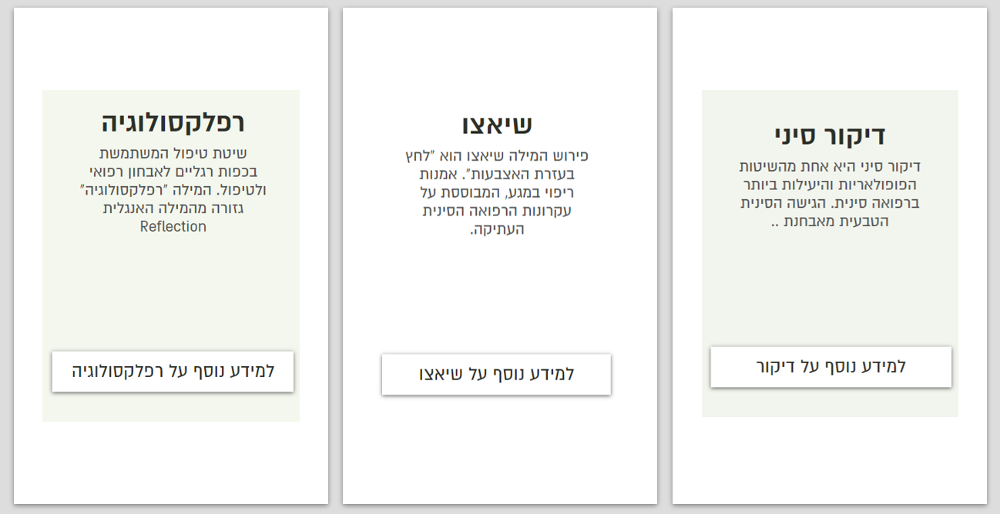 דיקור סיני
דיקור סיני היא אחת מהשיטות
הפופולאריות והיעילות ביותר
ברפואה סינית. הגישה הסינית
הטבעית מאבחנת ..
למידע נוסף על דיקור
שיאצו
פירוש המילה שיאצו הוא "לחץ
בעזרת האצבעות". אמנות
ריפוי במגע, המבוססת על
עקרונות הרפואה הסינית
העתיקה.
למידע נוסף על שיאצו
רפלקסולוגיה
שיטת טיפול המשתמשת
בכפות רגליים לאבחון רפואי
ולטיפול. המילה "רפלקסולוגיה"
גזורה מהמילה האנגלית
Reflection
למידע נוסף על רפלקסולוגיה